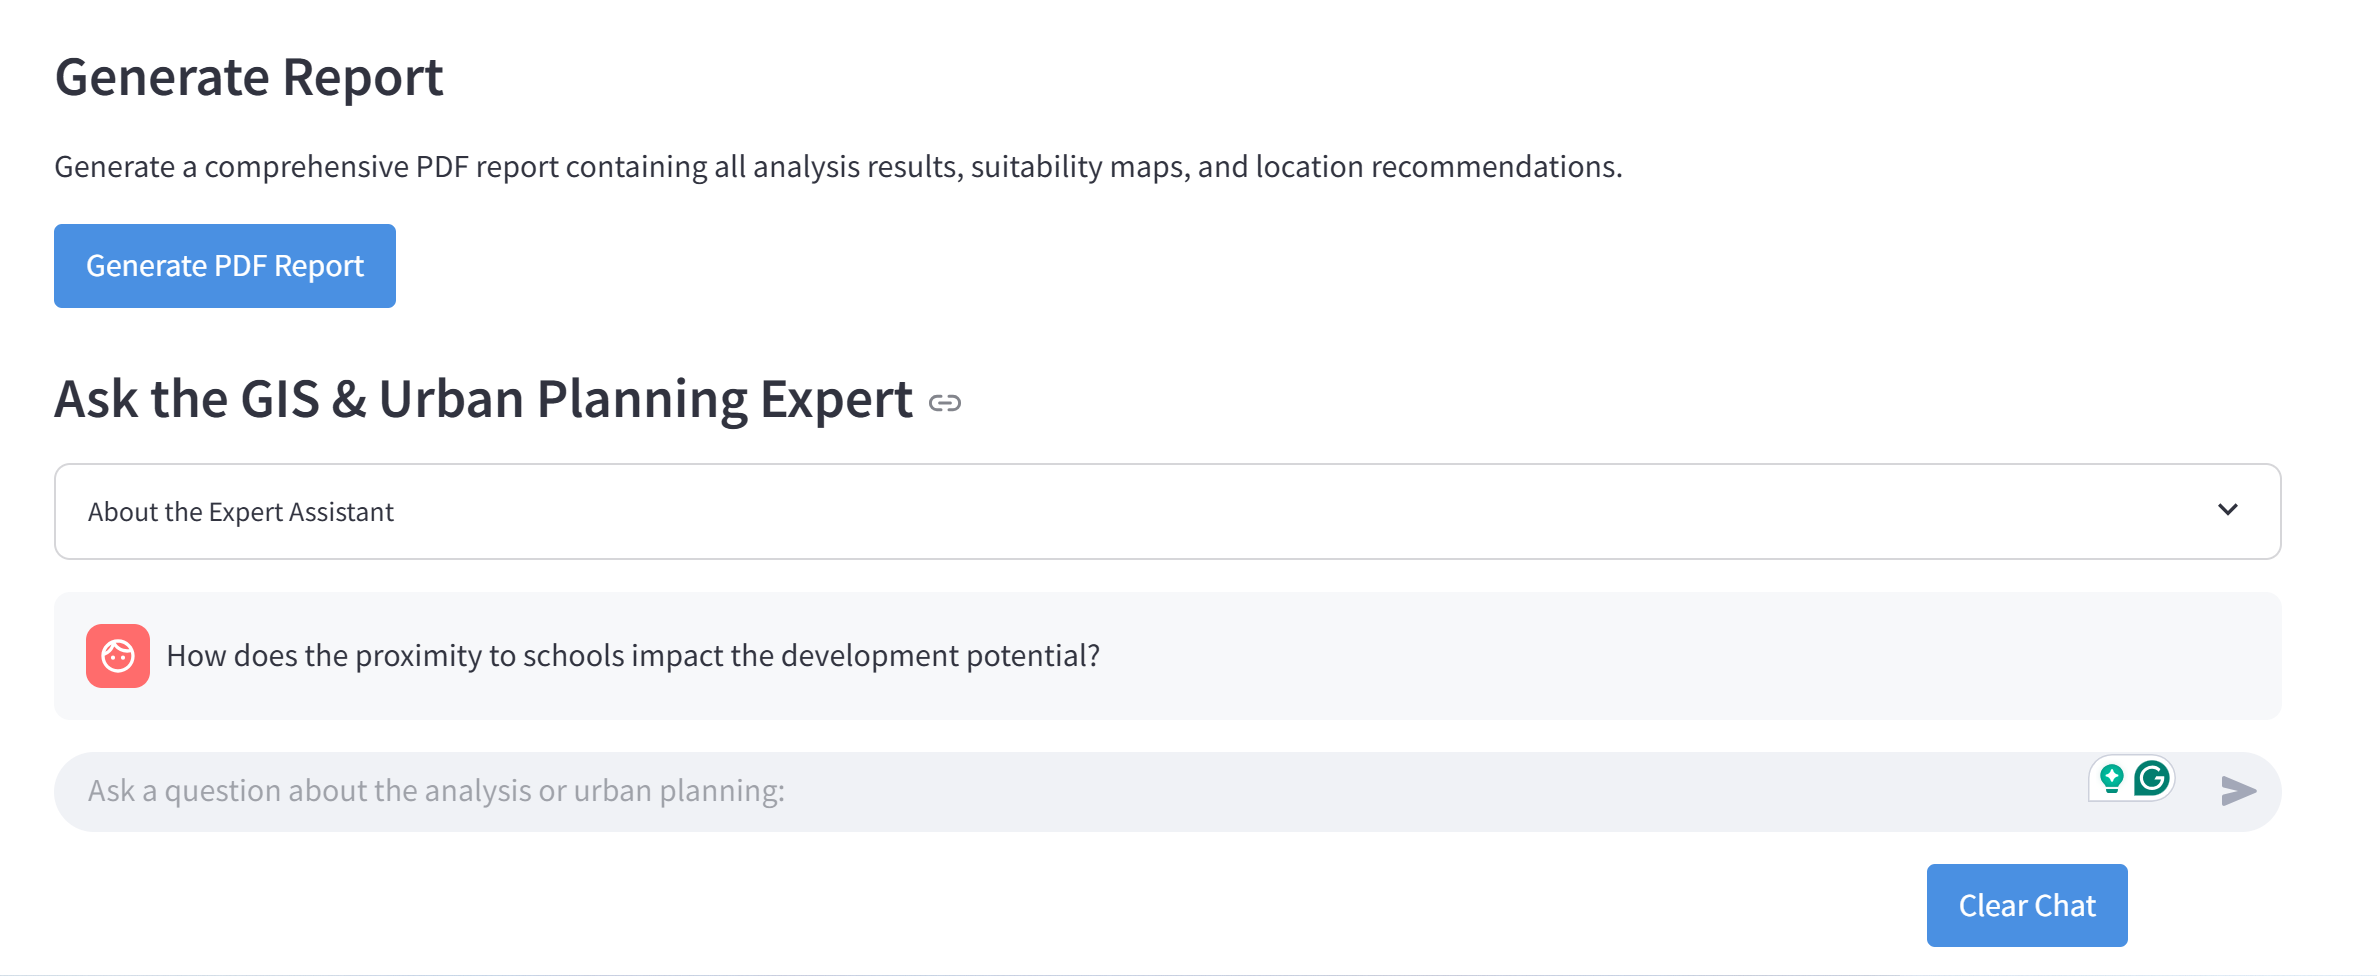 Generate Report
Generate a comprehensive PDF report containing all analysis results, suitability maps, and location recommendations.
Generate PDF Report
Ask the GIS & Urban Planning Expert
About the Expert Assistant
How does the proximity to schools impact the development potential?
Ask a question about the analysis or urban planning:
Clear Chat